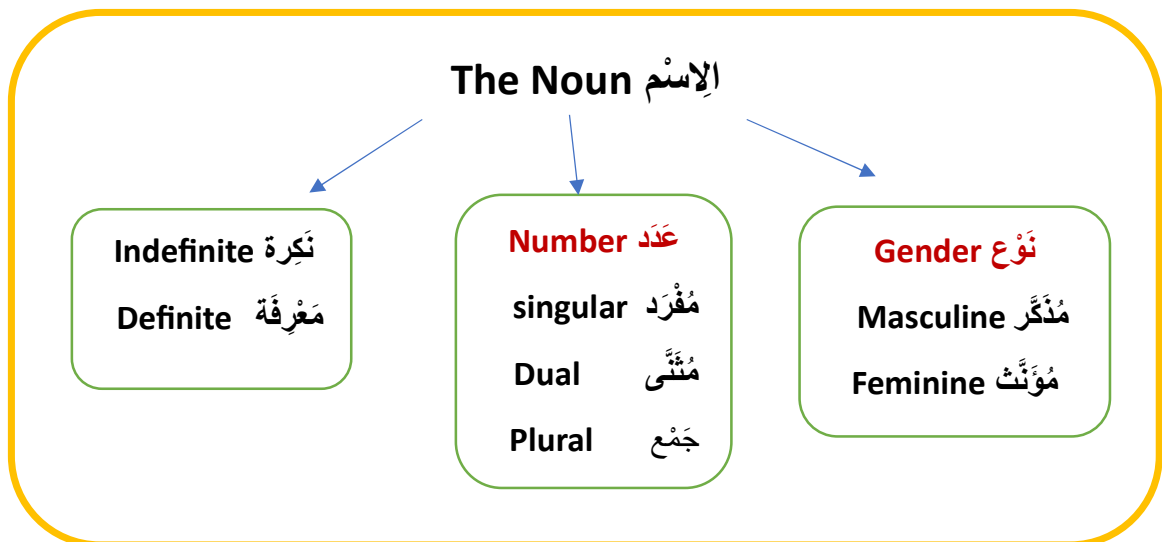 The Noun الِاسْم
Indefinite نَكِرة
Definite مَعْرِفَة
Number عَدَد
singular مُفْرَد
Dual مُثَنَّى
Plural جَمْع
Gender نَوْع
Masculine مُذَكَّر
Feminine مُؤَنَّث